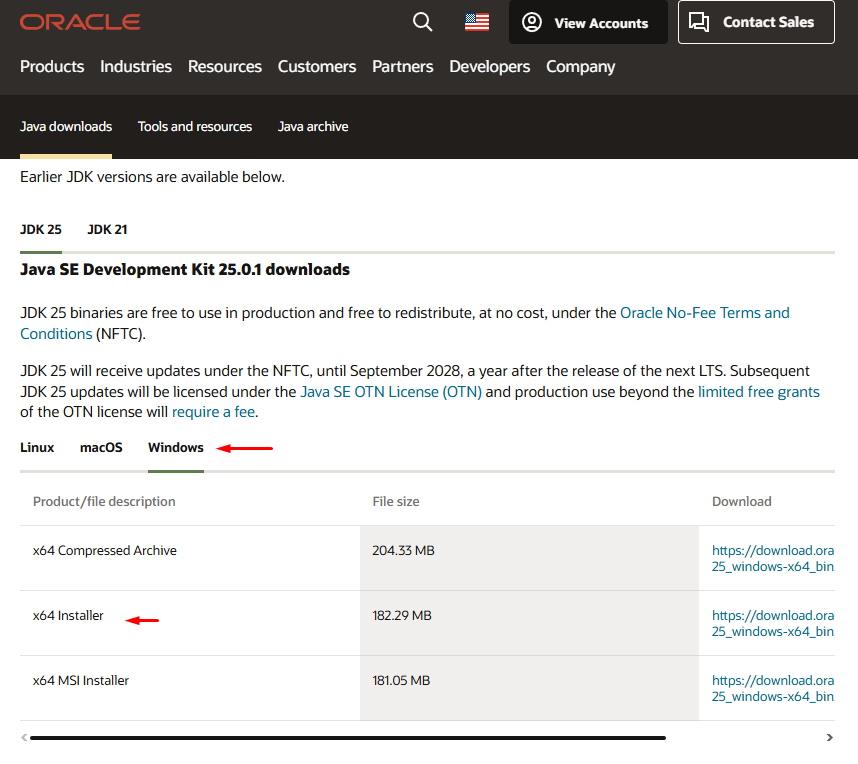 ORACLE
View Accounts
Contact Sales
Products Industries Resources Customers Partners Developers Company
Java downloads Tools and resources Java archive
Earlier JDK versions are available below.
JDK 25 JDK 21
Java SE Development Kit 25.0.1 downloads
JDK 25 binaries are free to use in production and free to redistribute, at no cost, under the Oracle No-Fee Terms and
Conditions (NFTC).
JDK 25 will receive updates under the NFTC, until September 2028, a year after the release of the next LTS. Subsequent
JDK 25 updates will be licensed under the Java SE OTN License (OTN) and production use beyond the limited free grants
of the OTN license will require a fee.
Linux macOS Windows
Product/file description File size Download
x64 Compressed Archive 204.33 MB https://download.ora
25_windows-x64_bin.
x64 Installer 182.29 MB https://download.ora
25_windows-x64_bin.
x64 MSI Installer 181.05 MB https://download.ora
25_windows-x64_bin.